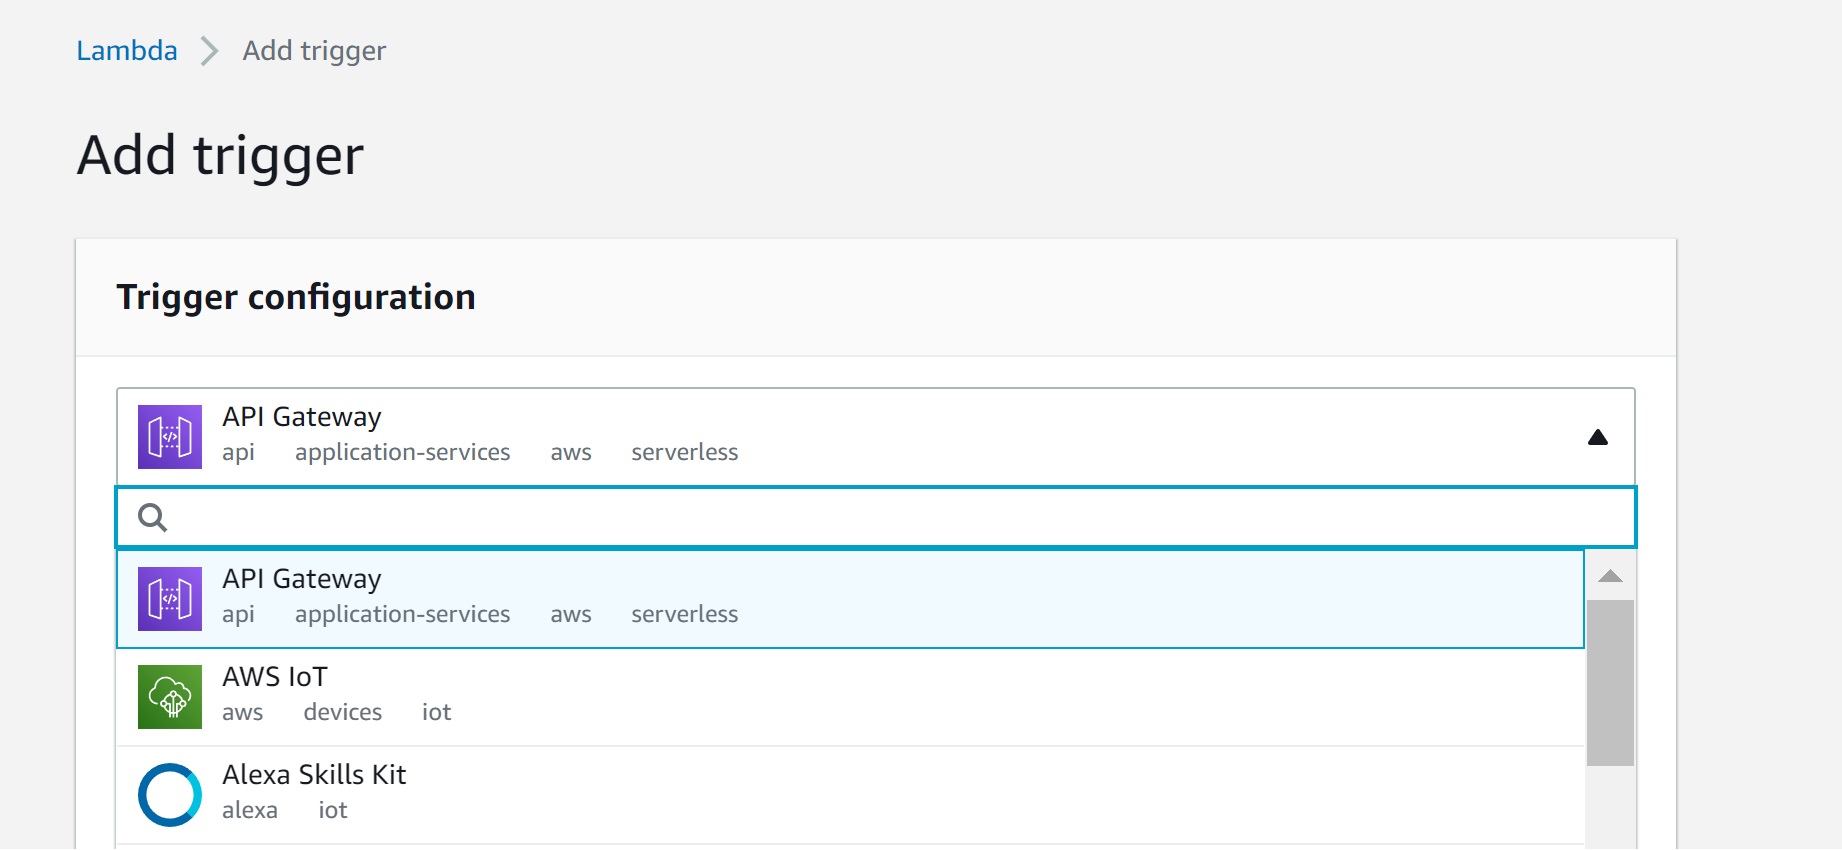 Lambda > Add trigger
Add trigger
Trigger configuration
API Gateway
api application-services aws serverless
API Gateway
api application-services aws serverless
AWS IoT
aws devices iot
Alexa Skills Kit
alexa iot